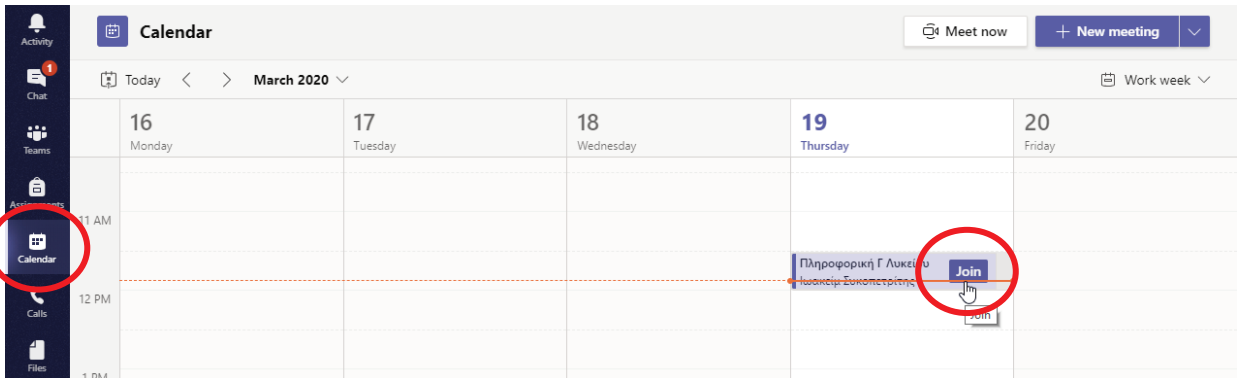 Activity
Calendar
Meet now
+ New meeting
1
Chat
Today
March 2020
Work week
Teams
16
Monday
17
Tuesday
18
Wednesday
19
Thursday
20
Friday
Assignments
11 AM
Calendar
Πληροφορική Γ Λυκείου
Join
Ιωακείμ Συκοπετρίτης
12 PM
Join
Calls
Files
1 PM